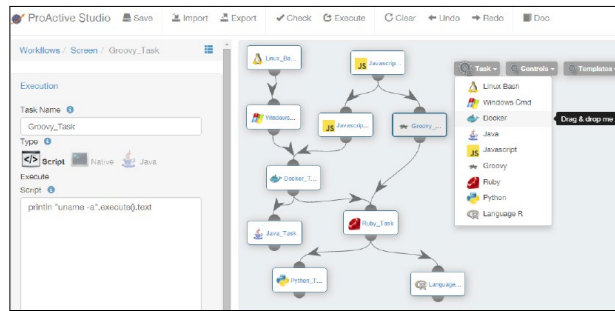 ProActive Studio Save Import Export Check Execute Clear Undo Redo Doc
Workflows / Screen / Groovy_Task
Execution
Task Name
Groovy_Task
Type
Script Native Java
Execute
Script
println "uname -a".execute().text
Linux_Ba...
Javascrip...
Windows...
Javascrip...
Groovy_...
Docker_T...
Java_Task
Ruby_Task
Python_T...
Language...
Task Controls Templates
Linux Bash
Windows Cmd
Docker
Drag & drop me
Java
Javascript
Groovy
Ruby
Python
Language R